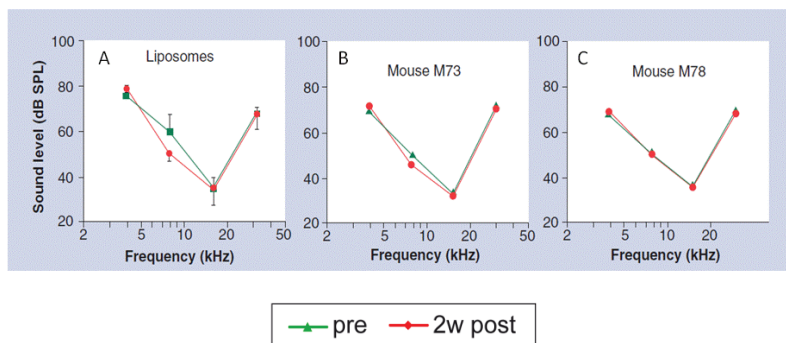 A Liposomes
B Mouse M73
C Mouse M78
Sound level (dB SPL)
100
80
60
40
20
100
80
60
40
20
100
80
60
40
20
2 5 10 20 50
2 5 10 20 50
2 5 10 20
Frequency (kHz)
Frequency (kHz)
Frequency (kHz)
pre 2w post